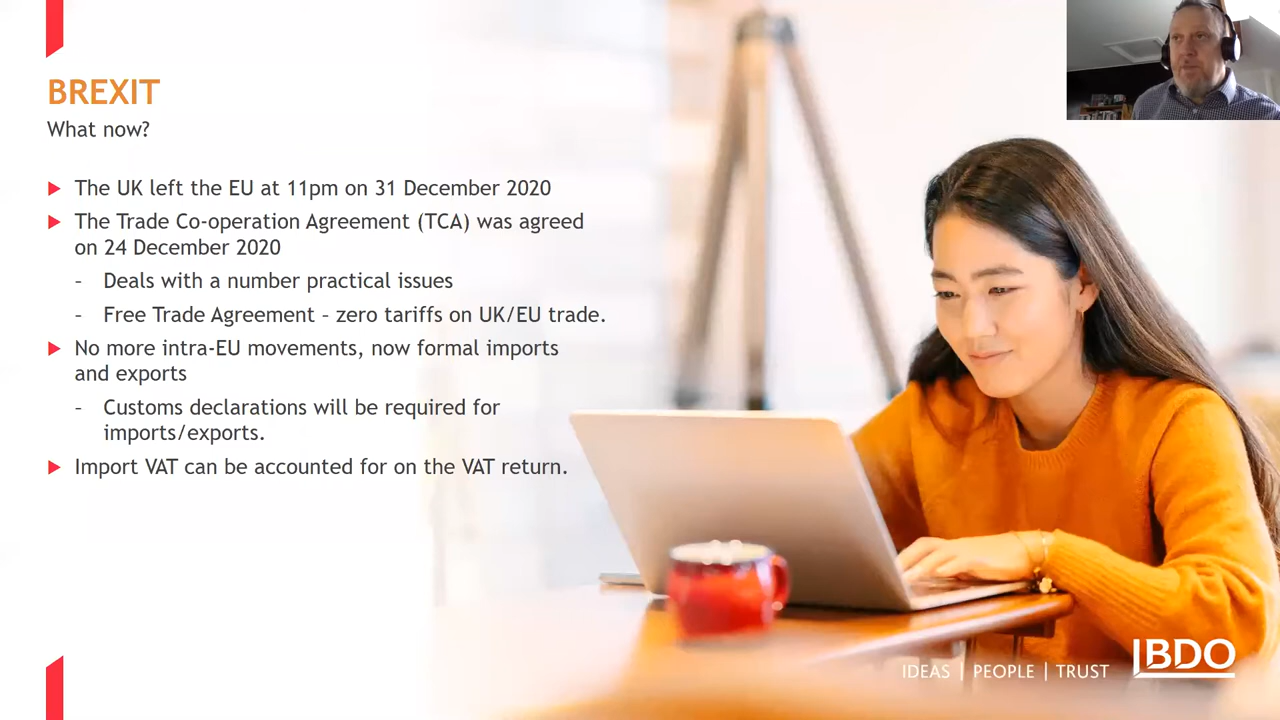 BREXIT
What now?
The UK left the EU at 11pm on 31 December 2020
The Trade Co-operation Agreement (TCA) was agreed
on 24 December 2020
- Deals with a number practical issues
- Free Trade Agreement - zero tariffs on UK/EU trade.
No more intra-EU movements, now formal imports
and exports
- Customs declarations will be required for
imports/exports.
Import VAT can be accounted for on the VAT return.
IDEAS | PEOPLE | TRUST
BDO